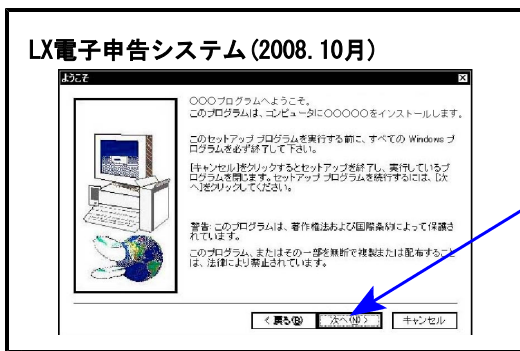 LX電子申告システム(2008.10月)
ようこそ
○○○プログラムへようこそ。
このプログラムは、コンピュータに○○○○○をインストールします。
このセットアップ プログラムを実行する前に、すべての Windows プ
ログラムを必ず終了して下さい。
[キャンセル]をクリックするとセットアップを終了し、実行しているプ
ログラムを閉じます。セットアップ プログラムを続行するには、[次
へ]をクリックしてください。
警告: このプログラムは、著作権法および国際条約によって保護さ
れています。
このプログラム、またはその一部を無断で複製または配布すること
は、法律により禁止されています。
< 戻る(B) 次へ(N) > キャンセル